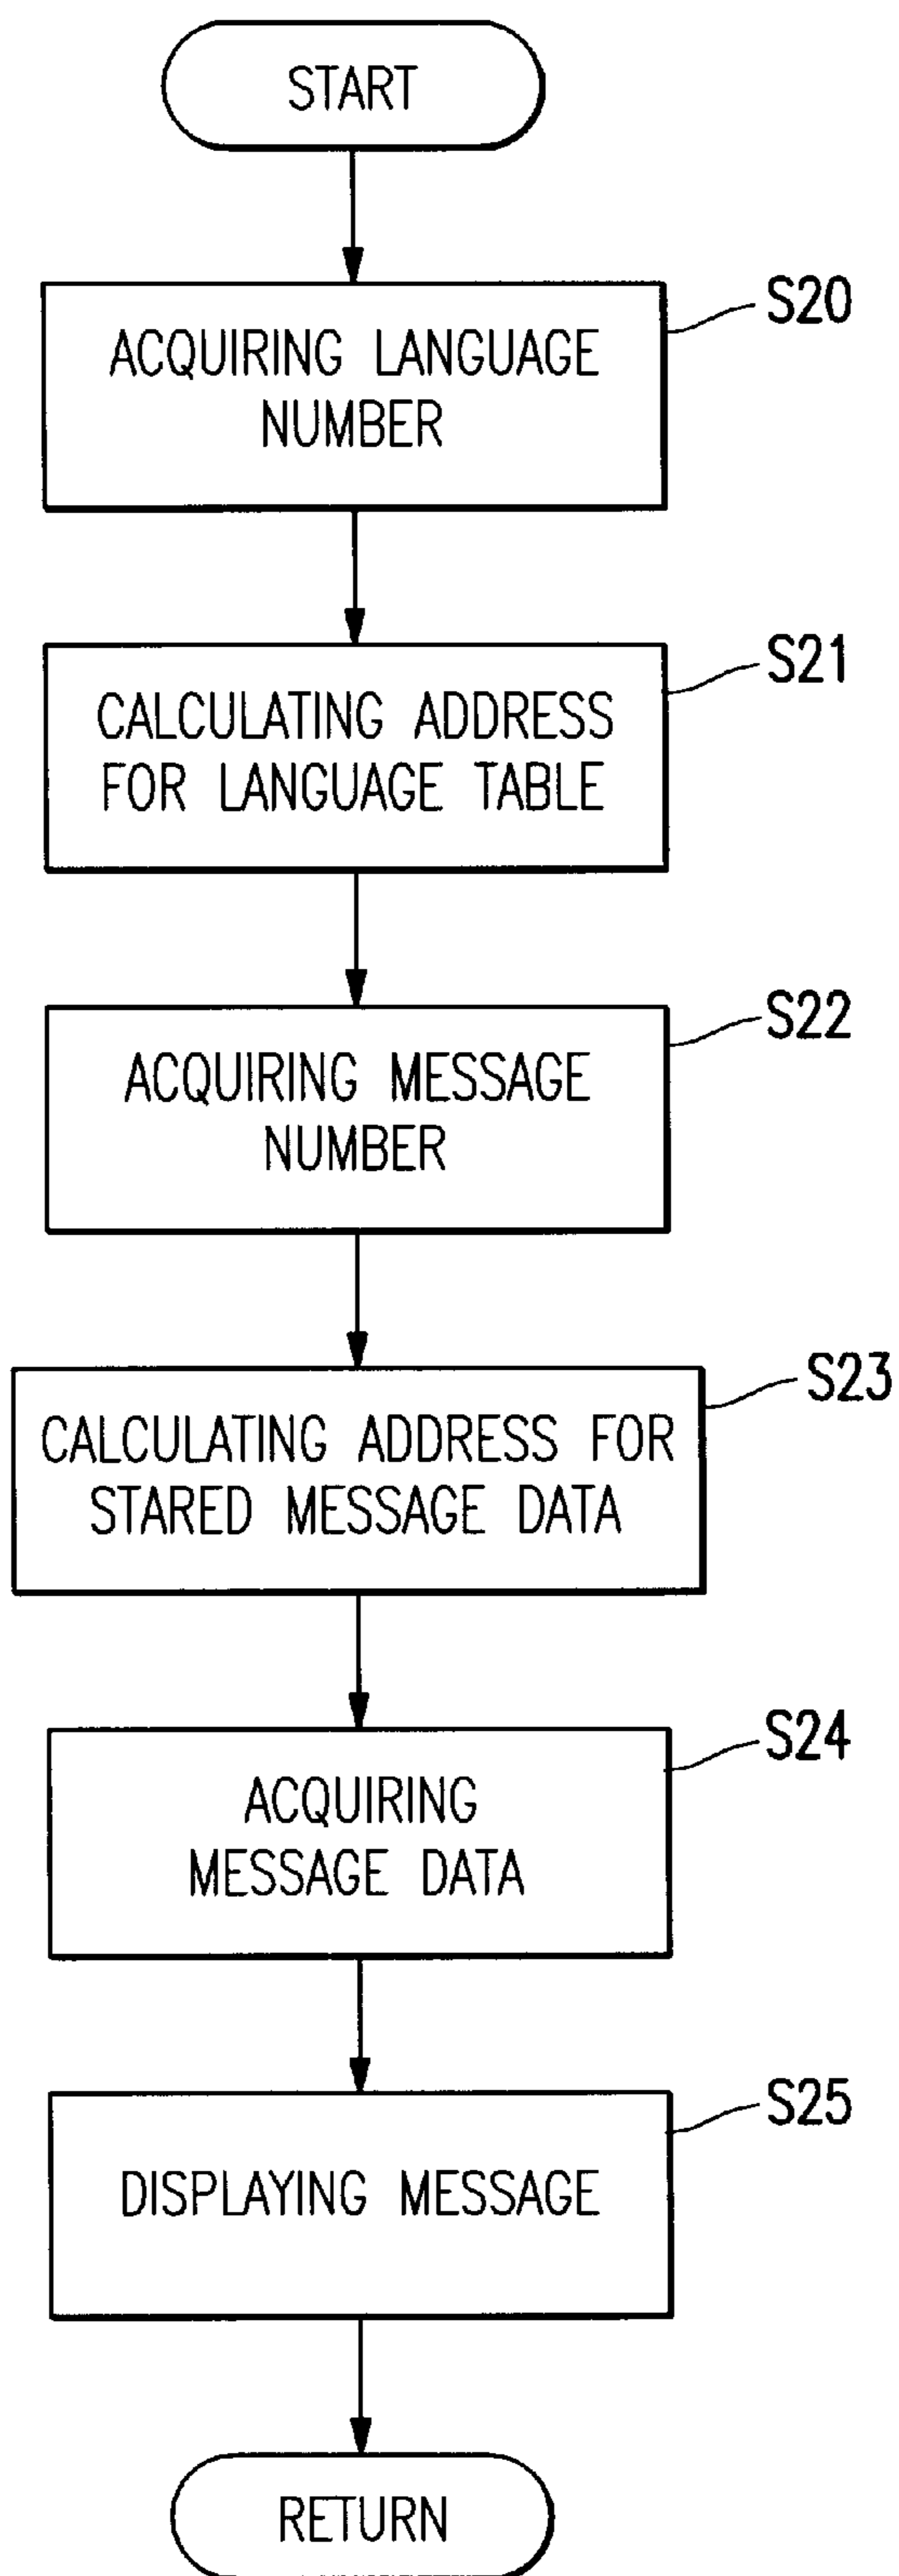 START
S20
ACQUIRING LANGUAGE
NUMBER
S21
CALCULATING ADDRESS
FOR LANGUAGE TABLE
S22
ACQUIRING MESSAGE
NUMBER
S23
CALCULATING ADDRESS FOR
STARED MESSAGE DATA
S24
ACQUIRING
MESSAGE DATA
S25
DISPLAYING MESSAGE
RETURN